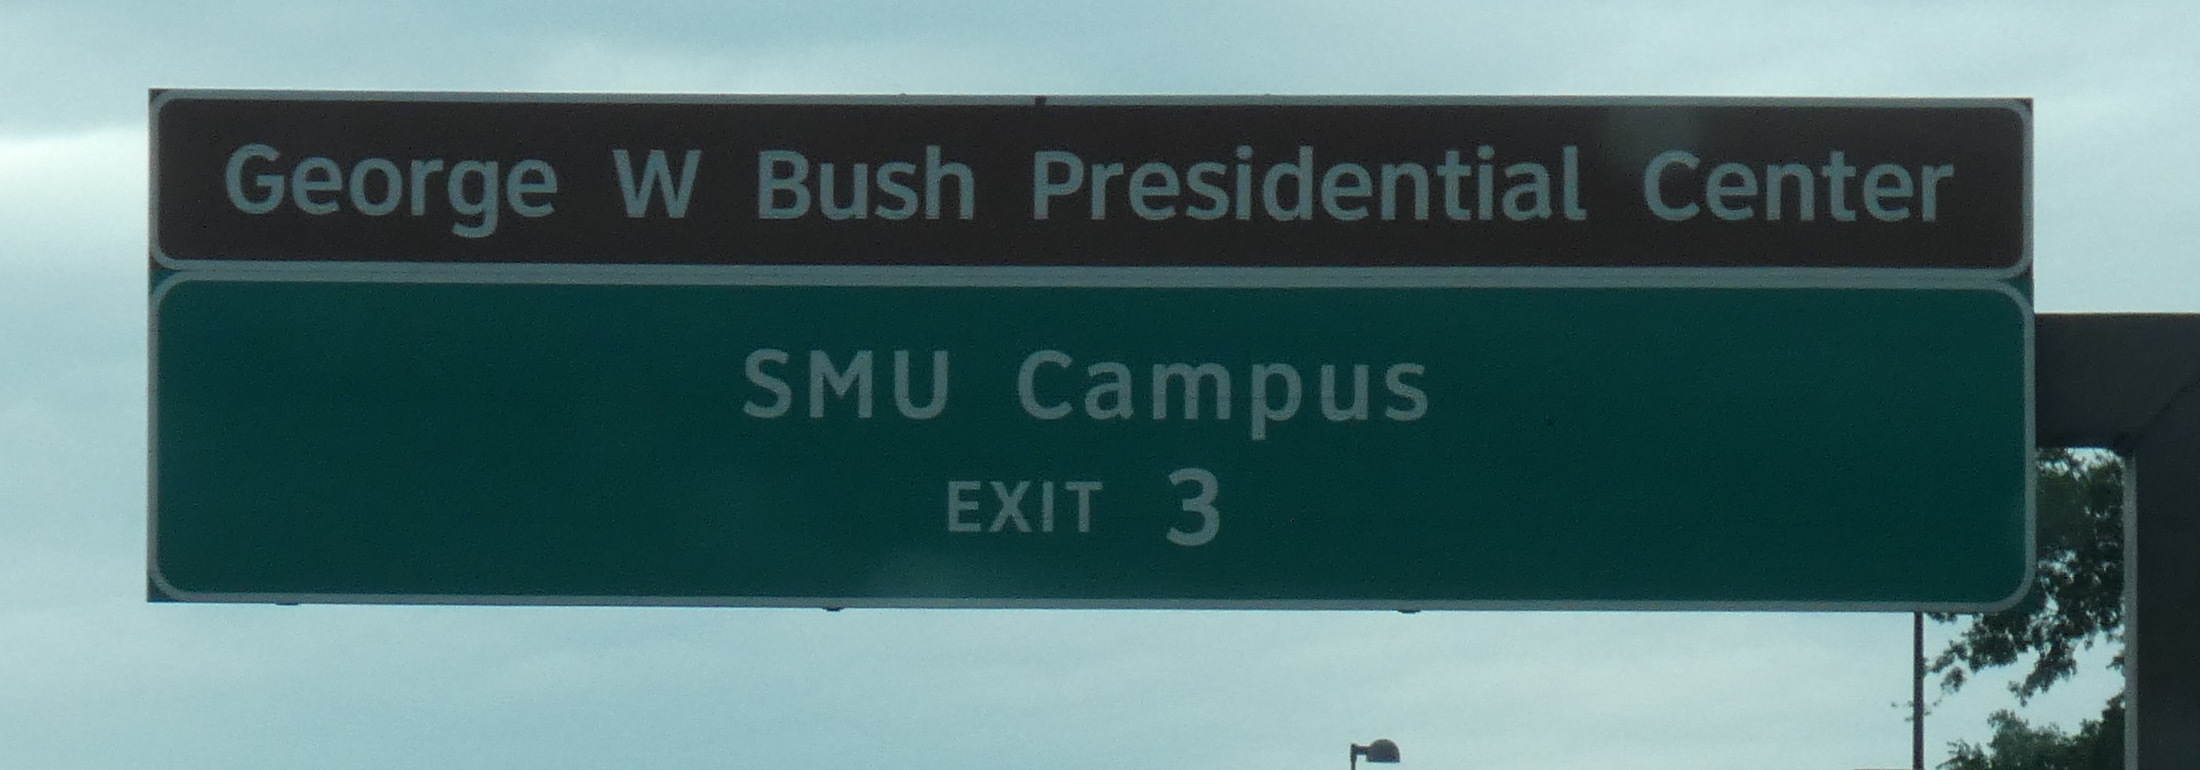 George W Bush Presidential Center
SMU Campus
EXIT 3